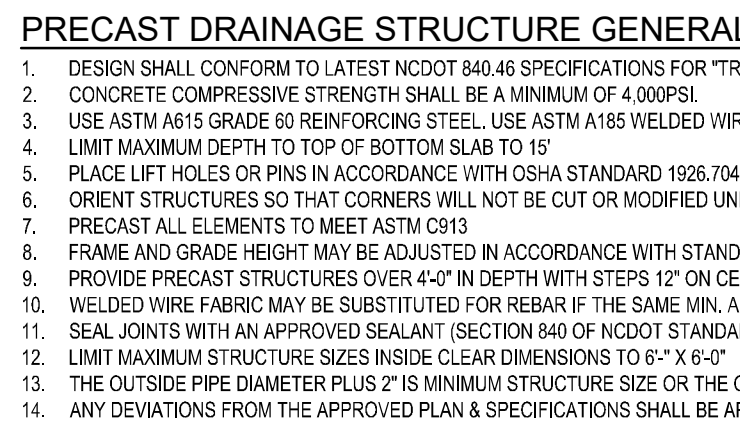 PRECAST DRAINAGE STRUCTURE GENERAL
1. DESIGN SHALL CONFORM TO LATEST NCDOT 840.46 SPECIFICATIONS FOR "TR
2. CONCRETE COMPRESSIVE STRENGTH SHALL BE A MINIMUM OF 4,000PSI.
3. USE ASTM A615 GRADE 60 REINFORCING STEEL. USE ASTM A185 WELDED WIR
4. LIMIT MAXIMUM DEPTH TO TOP OF BOTTOM SLAB TO 15'
5. PLACE LIFT HOLES OR PINS IN ACCORDANCE WITH OSHA STANDARD 1926.704
6. ORIENT STRUCTURES SO THAT CORNERS WILL NOT BE CUT OR MODIFIED UN
7. PRECAST ALL ELEMENTS TO MEET ASTM C913
8. FRAME AND GRADE HEIGHT MAY BE ADJUSTED IN ACCORDANCE WITH STAND
9. PROVIDE PRECAST STRUCTURES OVER 4'-0" IN DEPTH WITH STEPS 12" ON CE
10. WELDED WIRE FABRIC MAY BE SUBSTITUTED FOR REBAR IF THE SAME MIN. A
11. SEAL JOINTS WITH AN APPROVED SEALANT (SECTION 840 OF NCDOT STANDA
12. LIMIT MAXIMUM STRUCTURE SIZES INSIDE CLEAR DIMENSIONS TO 6'-" X 6'-0"
13. THE OUTSIDE PIPE DIAMETER PLUS 2" IS MINIMUM STRUCTURE SIZE OR THE
14. ANY DEVIATIONS FROM THE APPROVED PLAN & SPECIFICATIONS SHALL BE A